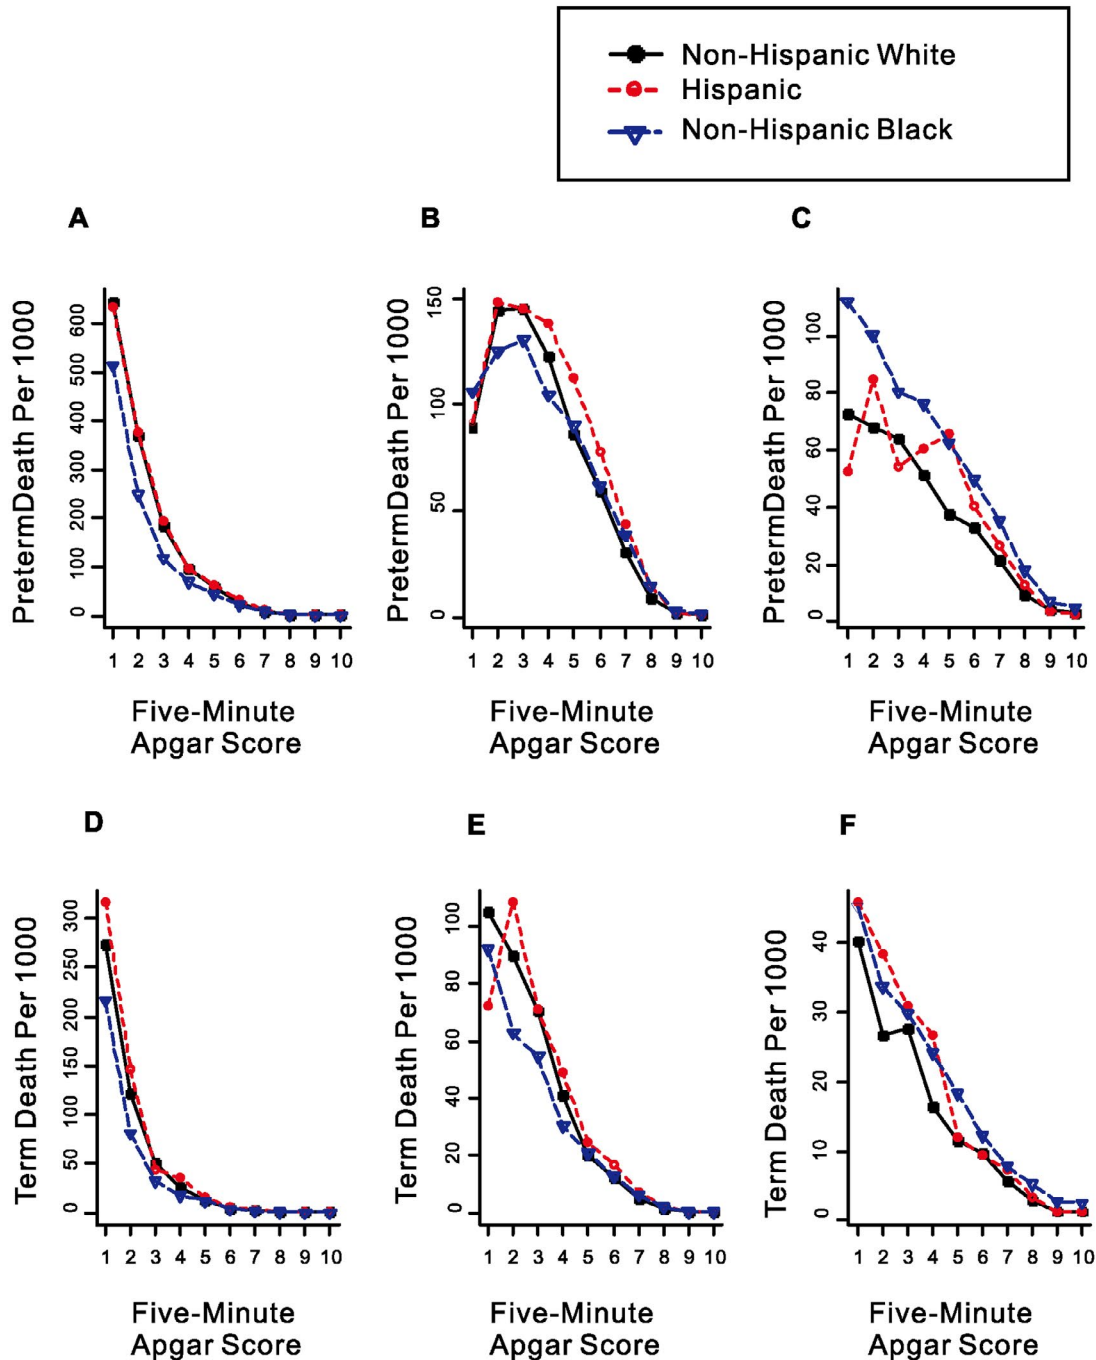 Non-Hispanic White
Hispanic
Non-Hispanic Black
A
B
C
PretermDeath Per 1000
0 100 200 300 400 500 600
1 2 3 4 5 6 7 8 9 10
Five-Minute
Apgar Score
PretermDeath Per 1000
0 50 100 150
1 2 3 4 5 6 7 8 9 10
Five-Minute
Apgar Score
PretermDeath Per 1000
0 20 40 60 80 100
1 2 3 4 5 6 7 8 9 10
Five-Minute
Apgar Score
D
E
F
Term Death Per 1000
0 50 100 150 200 250 300
1 2 3 4 5 6 7 8 9 10
Five-Minute
Apgar Score
Term Death Per 1000
0 20 40 60 80 100
1 2 3 4 5 6 7 8 9 10
Five-Minute
Apgar Score
Term Death Per 1000
0 10 20 30 40
1 2 3 4 5 6 7 8 9 10
Five-Minute
Apgar Score